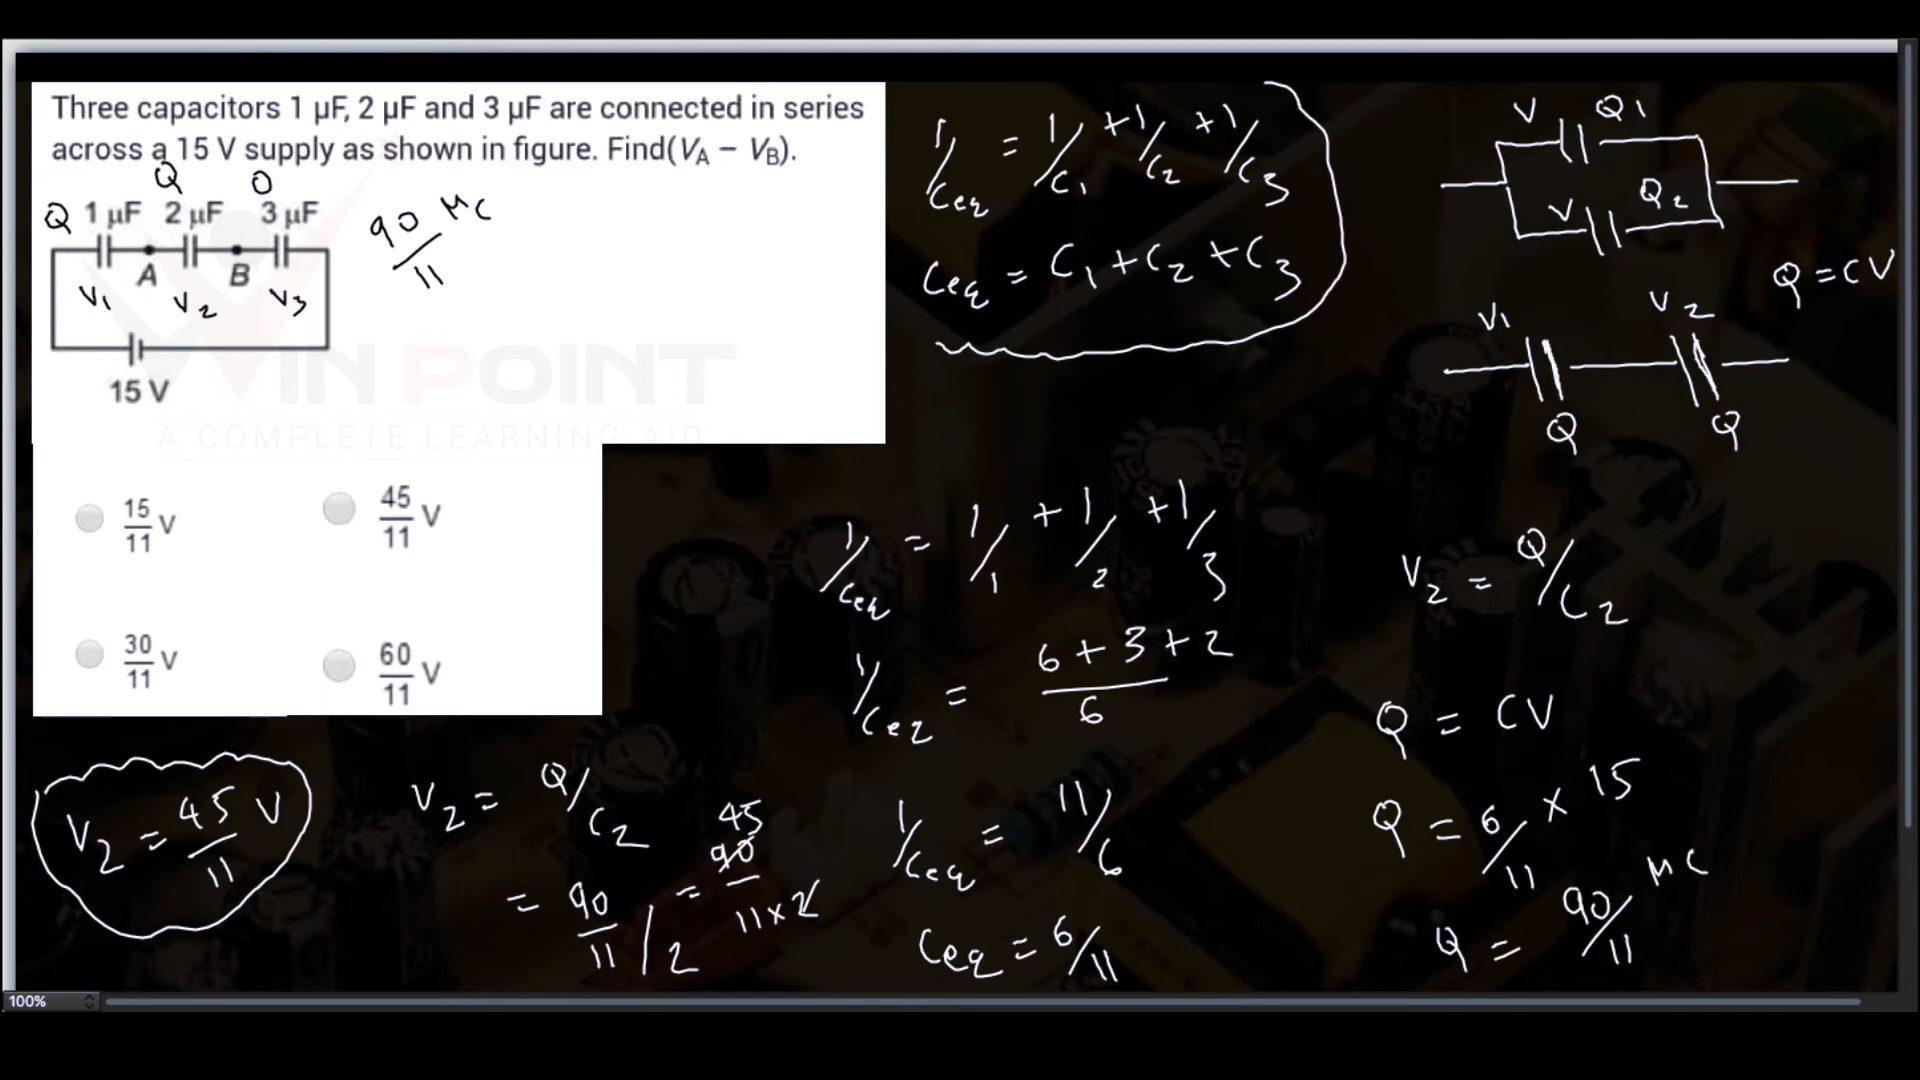 Three capacitors 1 μF, 2 μF and 3 μF are connected in series
across a 15 V supply as shown in figure. Find(VA − VB).
Q Q O
1 μF 2 μF 3 μF
A B
V1 V2 V3
15 V
90/11 μC
WIN POINT
A COMPLETE LEARNING AID
15/11 V
45/11 V
30/11 V
60/11 V
1/Ceq = 1/C1 + 1/C2 + 1/C3
Ceq = C1 + C2 + C3
V Q1
V Q2
Q = CV
V1 V2
Q Q
1/Ceq = 1/1 + 1/2 + 1/3
1/Ceq = 6 + 3 + 2 / 6
1/Ceq = 11/6
Ceq = 6/11
V2 = Q/C2
Q = CV
Q = 6/11 × 15
Q = 90/11 μC
V2 = Q/C2
= 90/11 / 2 = 90/11 × 2
45
V2 = 45/11 V
100%